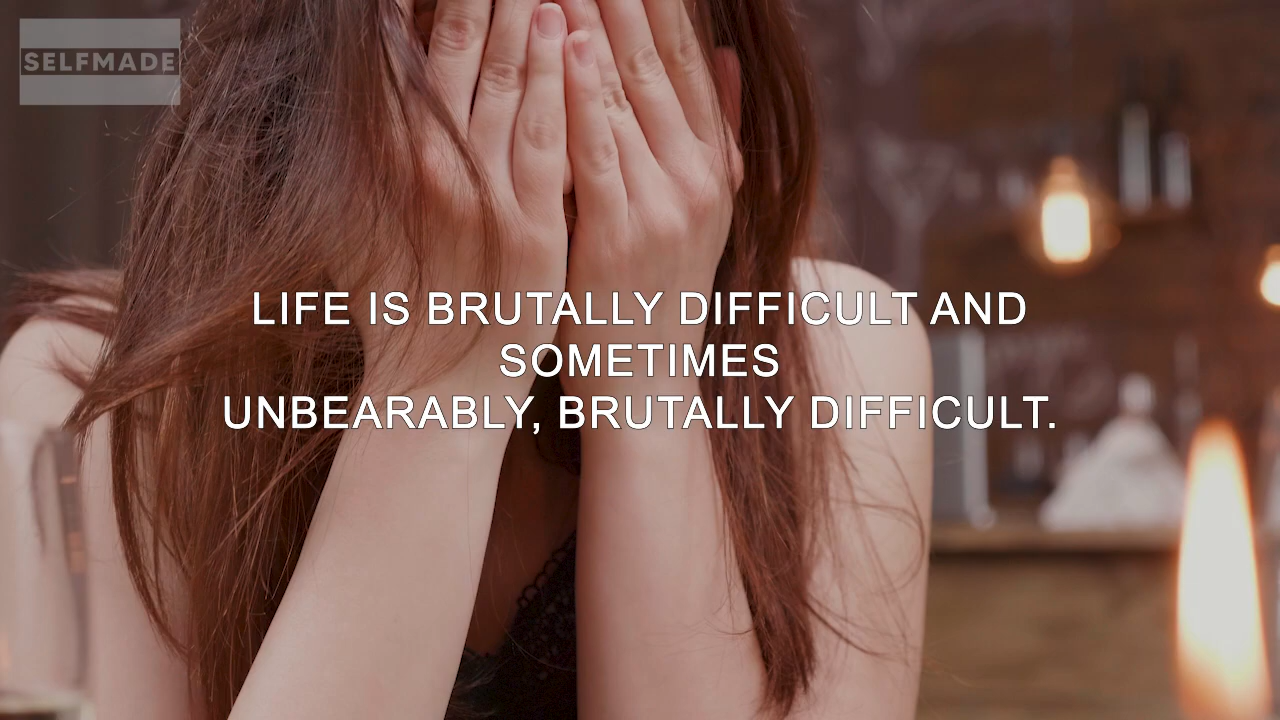 SELFMADE
LIFE IS BRUTALLY DIFFICULT AND
SOMETIMES
UNBEARABLY, BRUTALLY DIFFICULT.